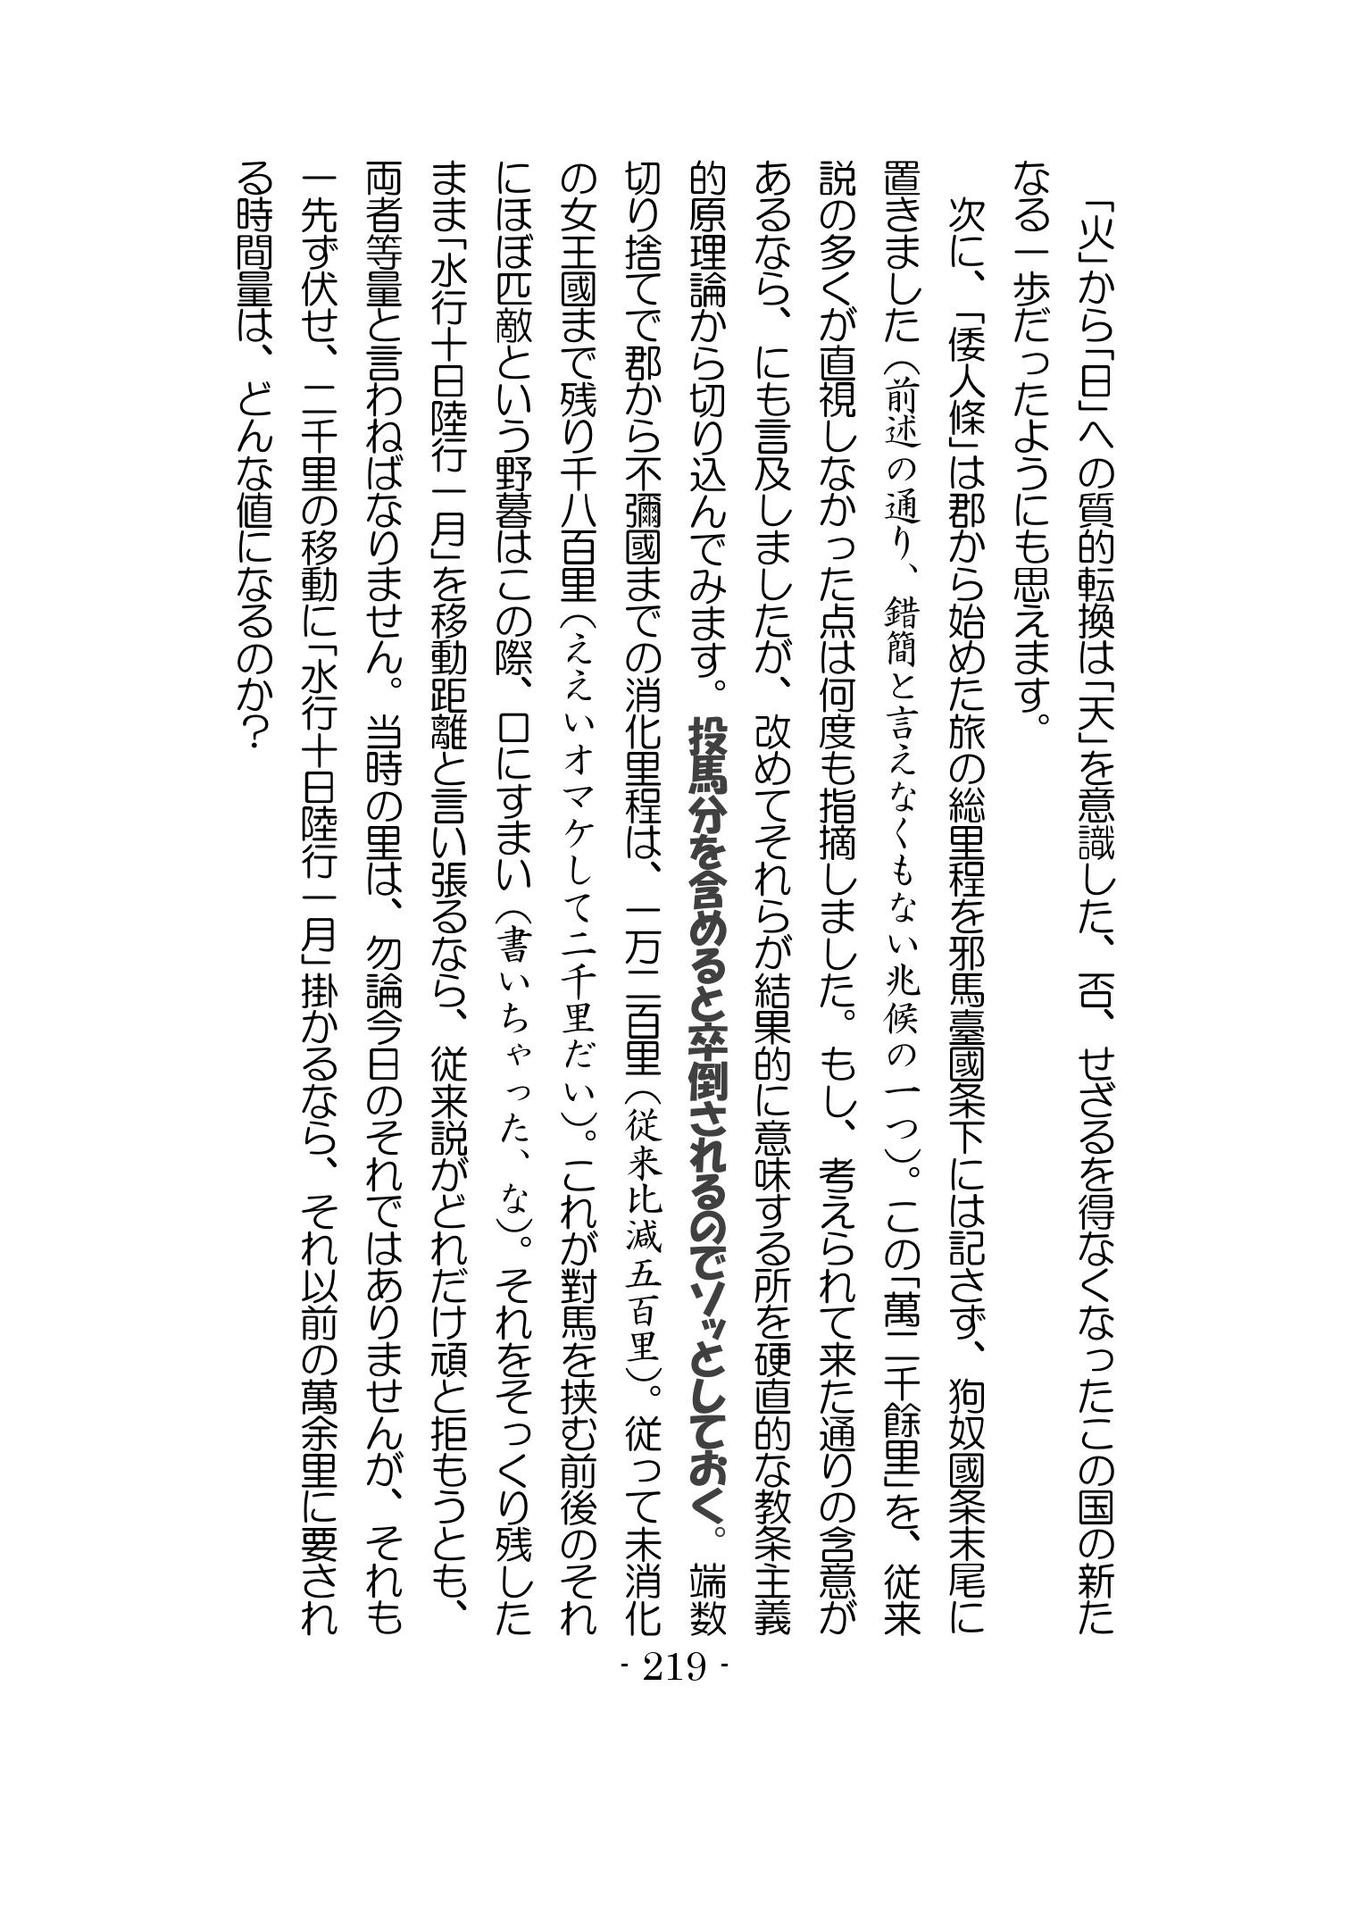 「火」から「日」への質的転換は「天」を意識した、否、せざるを得なくなったこの国の新た
なる一歩だったようにも思えます。
次に、「倭人條」は郡から始めた旅の総里程を邪馬臺國条下には記さず、狗奴國条末尾に
置きました（前述の通り、錯簡と言えなくもない兆候の一つ）。この「萬二千餘里」を、従来
説の多くが直視しなかった点は何度も指摘しました。もし、考えられて来た通りの含意が
あるなら、にも言及しましたが、改めてそれらが結果的に意味する所を硬直的な教条主義
的原理論から切り込んでみます。投馬分を含めると卒倒されるのでソッとしておく。端数
切り捨てで郡から不彌國までの消化里程は、一万二百里（従来比減五百里）。従って未消化
の女王國まで残り千八百里（ええいオマケして二千里だい）。これが對馬を挟む前後のそれ
にほぼ匹敵という野暮はこの際、口にすまい（書いちゃった、な）。それをそっくり残した
まま「水行十日陸行一月」を移動距離と言い張るなら、従来説がどれだけ頑と拒もうとも、
両者等量と言わねばなりません。当時の里は、勿論今日のそれではありませんが、それも
一先ず伏せ、二千里の移動に「水行十日陸行一月」掛かるなら、それ以前の萬余里に要され
る時間量は、どんな値になるのか？
- 219 -